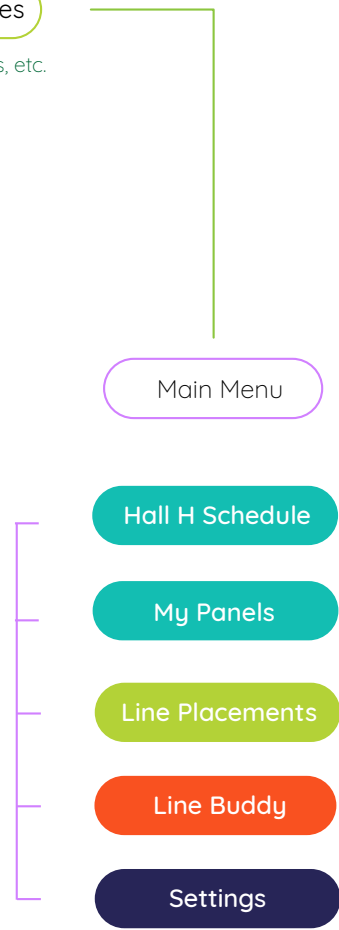 es
s, etc.
Main Menu
Hall H Schedule
My Panels
Line Placements
Line Buddy
Settings